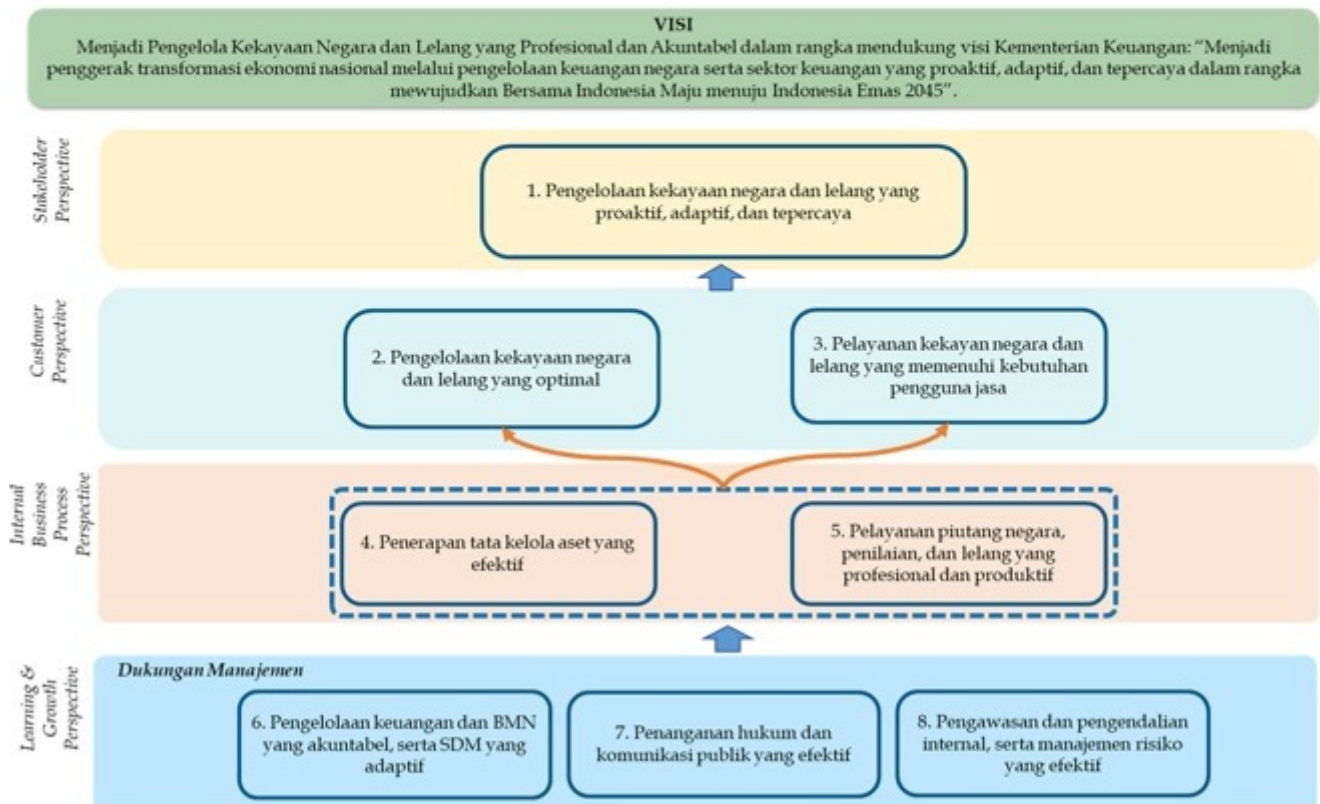 VISI
Menjadi Pengelola Kekayaan Negara dan Lelang yang Profesional dan Akuntabel dalam rangka mendukung visi Kementerian Keuangan: “Menjadi
penggerak transformasi ekonomi nasional melalui pengelolaan keuangan negara serta sektor keuangan yang proaktif, adaptif, dan tepercaya dalam rangka
mewujudkan Bersama Indonesia Maju menuju Indonesia Emas 2045”.
Stakeholder
Perspective
1. Pengelolaan kekayaan negara dan lelang yang
proaktif, adaptif, dan tepercaya
Customer
Perspective
2. Pengelolaan kekayaan negara
dan lelang yang optimal
3. Pelayanan kekayan negara dan
lelang yang memenuhi kebutuhan
pengguna jasa
Internal
Business
Process
Perspective
4. Penerapan tata kelola aset yang
efektif
5. Pelayanan piutang negara,
penilaian, dan lelang yang
profesional dan produktif
Learning &
Growth
Perspective
Dukungan Manajemen
6. Pengelolaan keuangan dan BMN
yang akuntabel, serta SDM yang
adaptif
7. Penanganan hukum dan
komunikasi publik yang efektif
8. Pengawasan dan pengendalian
internal, serta manajemen risiko
yang efektif